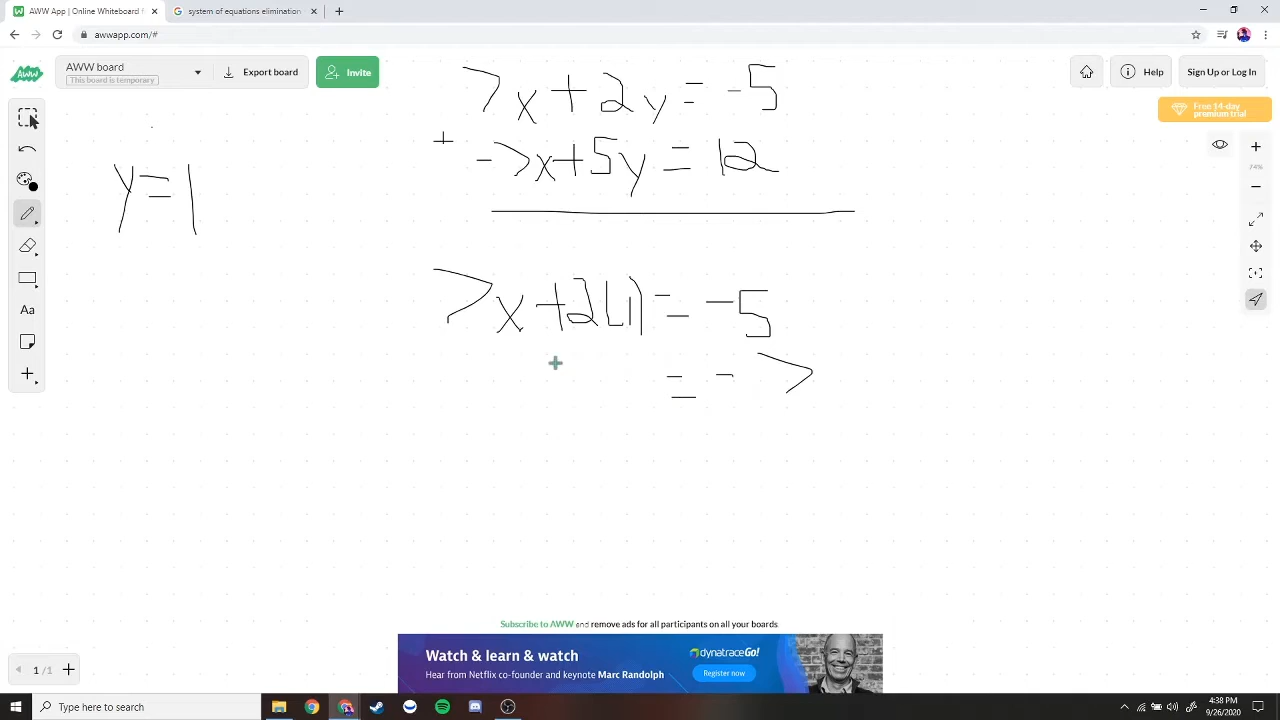 AWW App | Online Whiteboard f
system of equations elimination
awwapp.com/#
AWW
AWW board
This board is temporary
Export board
Invite
Help
Sign Up or Log In
Free 14-day
premium trial
74%
Aa
7x+2y=-5
+ -7x+5y=12
y=1
7x+2(1)=-5
=-7
1
Subscribe to AWW and remove ads for all participants on all your boards
Watch & learn & watch
Hear from Netflix co-founder and keynote Marc Randolph
dynatraceGo!
Register now
Type here to search
4:38 PM
9/26/2020